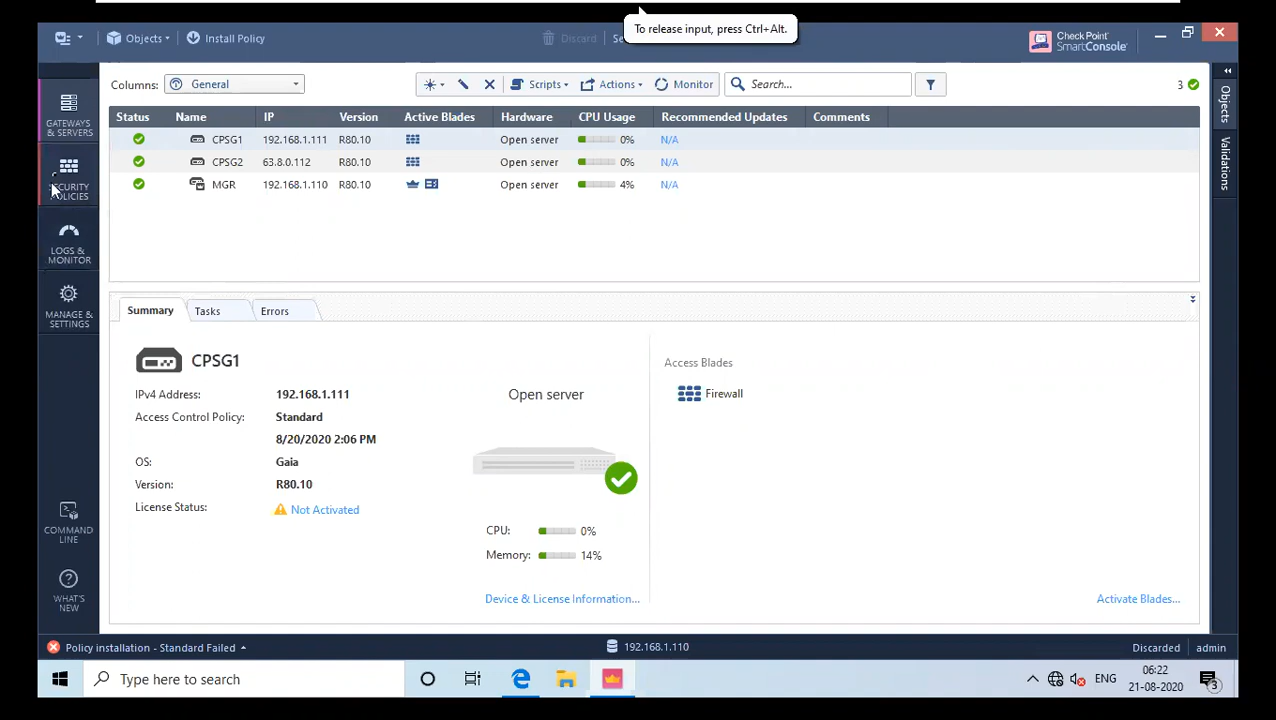 To release input, press Ctrl+Alt.
Objects
Install Policy
Discard
Se
Check Point
SmartConsole
Columns:
General
Scripts
Actions
Monitor
Search...
3
Status
Name
IP
Version
Active Blades
Hardware
CPU Usage
Recommended Updates
Comments
CPSG1 192.168.1.111 R80.10 Open server 0% N/A
CPSG2 63.8.0.112 R80.10 Open server 0% N/A
MGR 192.168.1.110 R80.10 Open server 4% N/A
GATEWAYS
& SERVERS
SECURITY
POLICIES
LOGS &
MONITOR
MANAGE &
SETTINGS
COMMAND
LINE
WHAT'S
NEW
Objects
Validations
Summary
Tasks
Errors
CPSG1
IPv4 Address: 192.168.1.111
Access Control Policy: Standard
8/20/2020 2:06 PM
OS: Gaia
Version: R80.10
License Status: Not Activated
Open server
CPU: 0%
Memory: 14%
Device & License Information...
Access Blades
Firewall
Activate Blades...
Policy installation - Standard Failed
192.168.1.110
Discarded
admin
Type here to search
ENG
06:22
21-08-2020
3